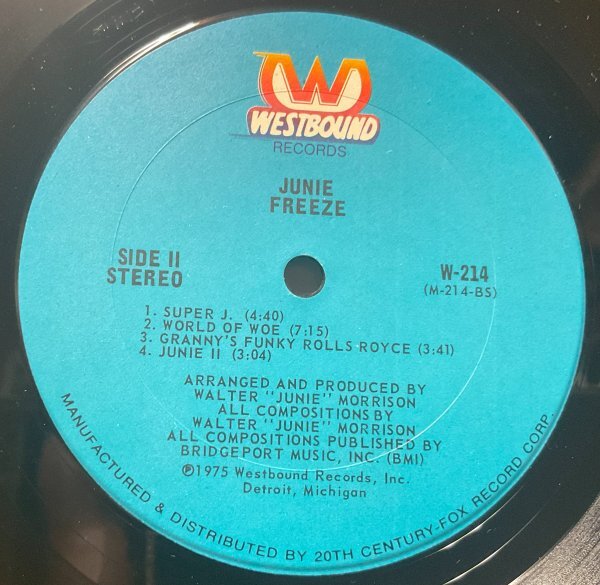 W
WESTBOUND
RECORDS
JUNIE
FREEZE
SIDE II
STEREO
W-214
(M-214-BS)
1. SUPER J. (4:40)
2. WORLD OF WOE (7:15)
3. GRANNY'S FUNKY ROLLS ROYCE (3:41)
4. JUNIE II (3:04)
ARRANGED AND PRODUCED BY
WALTER "JUNIE" MORRISON
ALL COMPOSITIONS BY
WALTER "JUNIE" MORRISON
ALL COMPOSITIONS PUBLISHED BY
BRIDGEPORT MUSIC, INC. (BMI)
℗1975 Westbound Records, Inc.
Detroit, Michigan
MANUFACTURED & DISTRIBUTED BY 20TH CENTURY-FOX RECORD CORP.